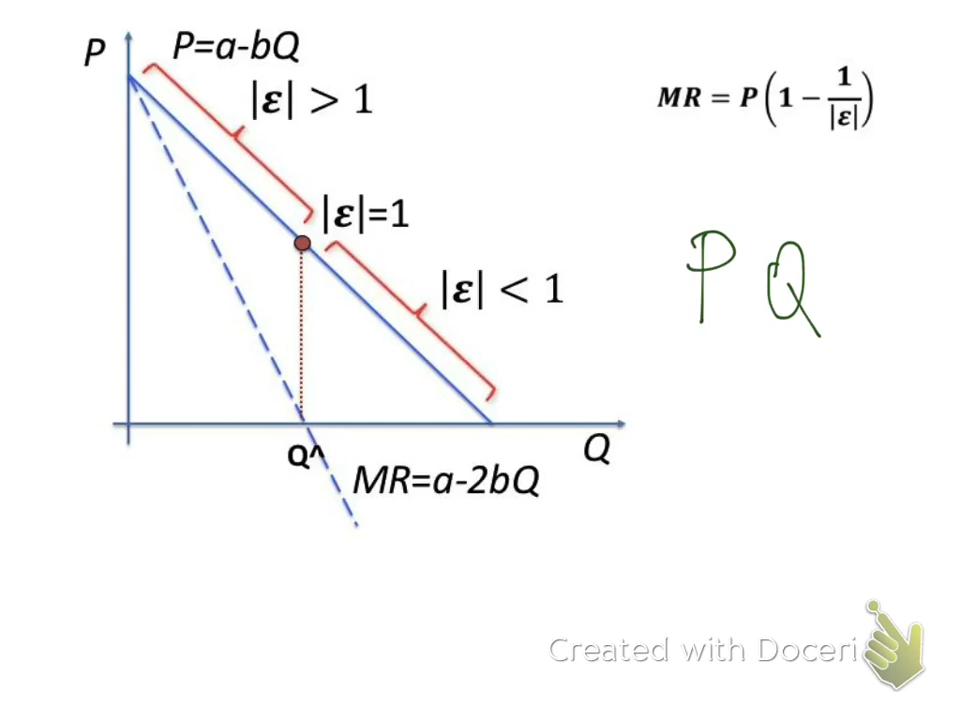 P
P=a-bQ
|ε| > 1
MR = P(1 − 1/|ε|)
|ε|=1
P Q
|ε| < 1
Q^
Q
MR=a-2bQ
Created with Doceri